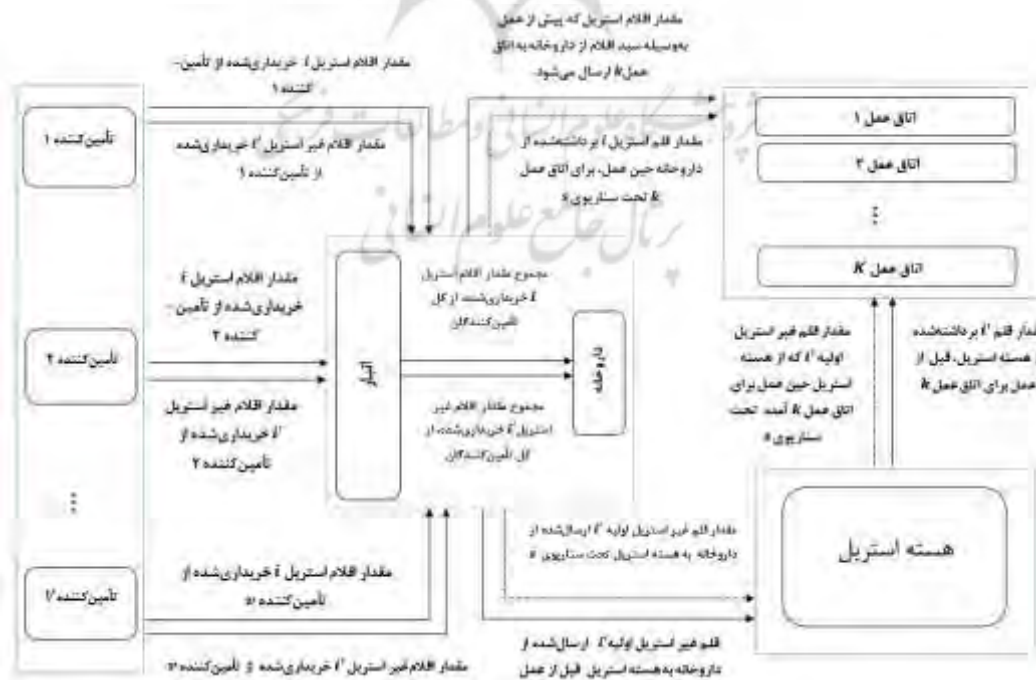 مقدار اقلام استریل که پیش از عمل
به‌وسیله سبد اقلام از داروخانه به اتاق
عمل k ارسال می‌شود.
مقدار اقلام استریل i خریداری‌شده از تأمین-
کننده ۱
تأمین‌کننده ۱
مقدار اقلام غیر استریل i' خریداری‌شده
از تأمین‌کننده ۱
مقدار قلم استریل i برداشته‌شده از
داروخانه حین عمل، برای اتاق عمل
k تحت سناریوی s
اتاق عمل ۱
اتاق عمل ۲
⋮
اتاق عمل K
پژوهشگاه علوم انسانی و مطالعات فرهنگی
پرتال جامع علوم انسانی
مقدار اقلام استریل i
خریداری‌شده از تأمین-
کننده ۲
تأمین‌کننده ۲
مقدار اقلام غیر استریل
i' خریداری‌شده از
تأمین‌کننده ۲
انبار
مجموع مقدار اقلام استریل
i خریداری‌شده از کل
تأمین‌کنندگان
مجموع مقدار اقلام غیر
استریل i' خریداری‌شده از
کل تأمین‌کنندگان
داروخانه
مقدار قلم غیر استریل
اولیه i' که از هسته
استریل حین عمل برای
اتاق عمل k آمده تحت
سناریوی s
مقدار قلم i' برداشته‌شده
هسته استریل، قبل از
عمل برای اتاق عمل k
هسته استریل
⋮
تأمین‌کننده V
مقدار اقلام استریل i خریداری‌شده از
تأمین‌کننده v
مقدار اقلام غیر استریل i' خریداری‌شده از تأمین‌کننده v
مقدار قلم غیر استریل اولیه i' ارسال‌شده از
داروخانه به هسته استریل تحت سناریوی s
قلم غیر استریل اولیه i' ارسال‌شده از
داروخانه به هسته استریل قبل از عمل